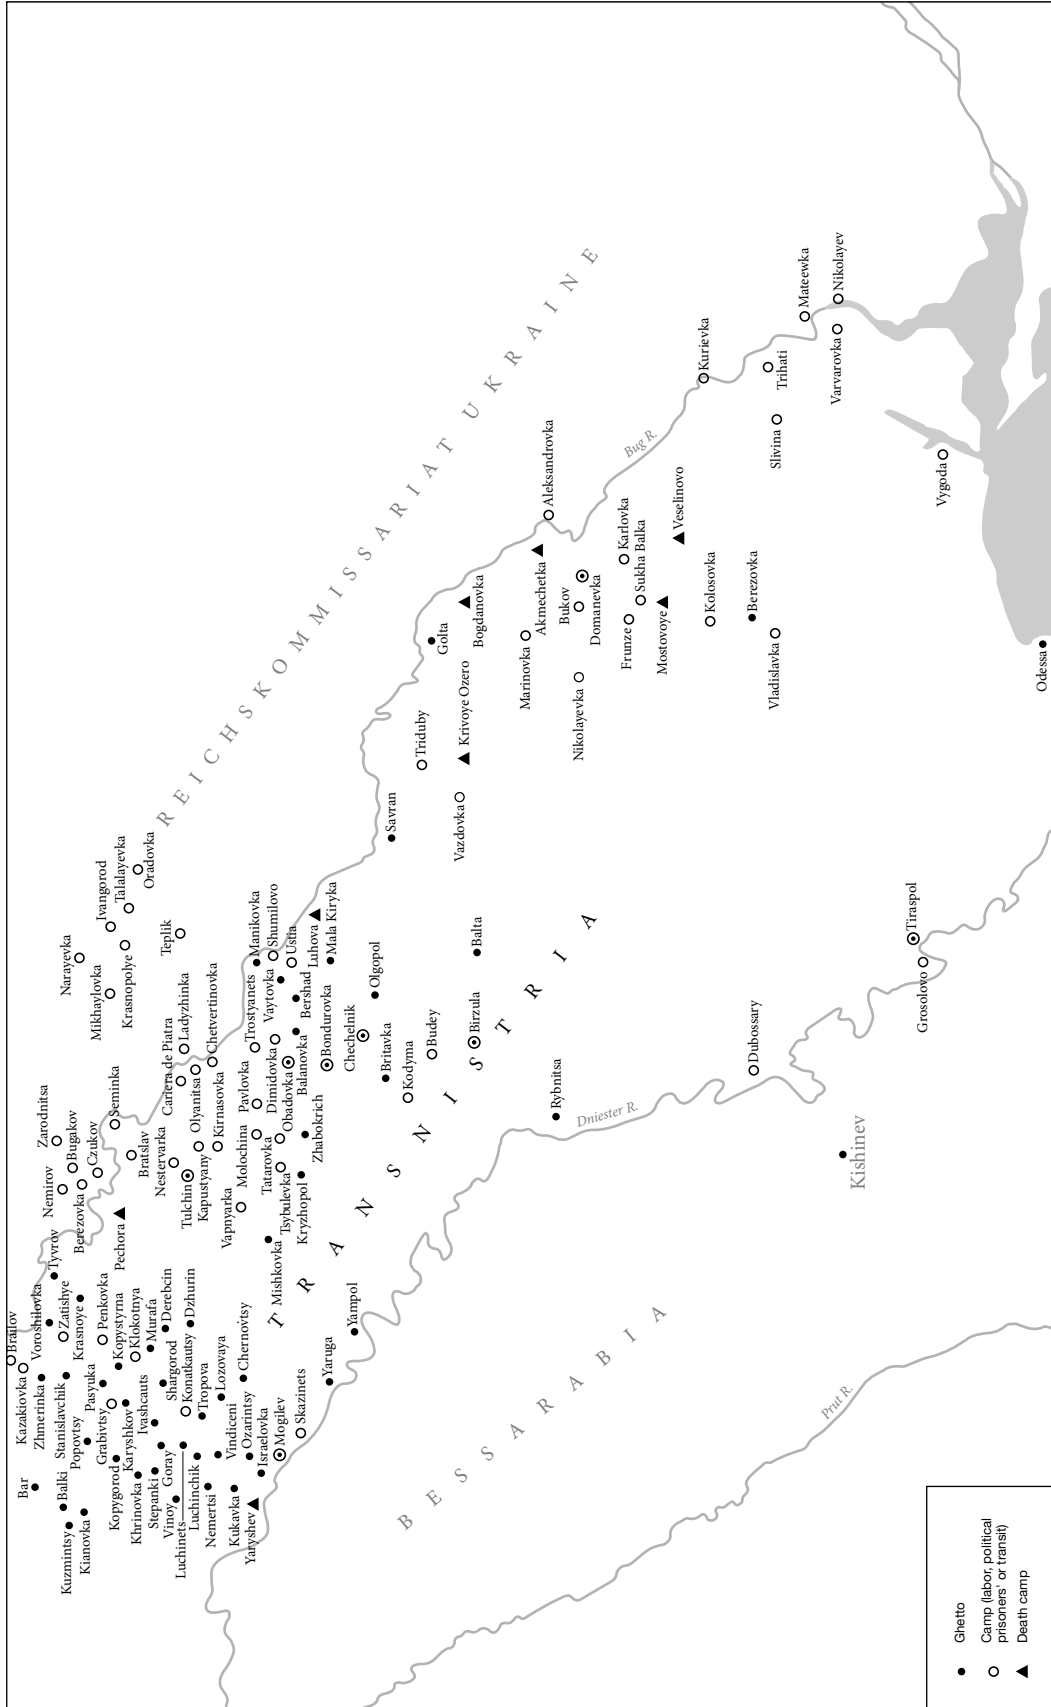 REICHSKOMMISSARIAT UKRAINE
TRANSNISTRIA
BESSARABIA
Bug R.
Dniester R.
Prut R.
Kishinev
Brailov
Kazakiovka
Zhmerinka
Voroshilovka
Tyvrov
Bar
Stanislavchik
Zatishye
Krasnoye
Balki
Popovtsy
Pasyuka
Penkovka
Kuzmintsy
Kianovka
Grabivtsy
Kopystyrna
Klokotnya
Kopygorod
Karyshkov
Murafa
Khrinovka
Ivashcauts
Shargorod
Derebcin
Stepanki
Goray
Konatkautsy
Dzhurin
Vinoy
Luchinets
Luchinchik
Tropova
Lozovaya
Nemertsi
Vindiceni
Chernovtsy
Kukavka
Ozarintsy
Israelovka
Yaryshev
Mogilev
Skazinets
Yaruga
Yampol
Nemirov
Zarodnitsa
Bugakov
Berezovka
Czukov
Seminka
Pechora
Bratslav
Nestervarka
Tulchin
Kapustyany
Olyanitsa
Kirnasovka
Cariera de Piatra
Ladyzhinka
Chetvertinovka
Vapnyarka
Molochina
Pavlovka
Trostyanets
Manikovka
Tatarovka
Dimidovka
Vaytovka
Shumilovo
Tsybulevka
Obadovka
Ustia
Mishkovka
Kryzhopol
Zhabokrich
Balanovka
Bershad
Luhova
Mala Kiryka
Bondurovka
Chechelnik
Olgopol
Britavka
Kodyma
Budey
Birzula
Balta
Rybnitsa
Narayevka
Mikhaylovka
Ivangorod
Krasnopolye
Talalayevka
Oradovka
Teplik
Savran
Triduby
Vazdovka
Krivoye Ozero
Golta
Bogdanovka
Marinovka
Akmechetka
Aleksandrovka
Bukov
Domanevka
Nikolayevka
Karlovka
Frunze
Sukha Balka
Mostovoye
Veselinovo
Kolosovka
Berezovka
Vladislavka
Kurievka
Trihati
Slivina
Mateewka
Varvarovka
Nikolayev
Vygoda
Odessa
Dubossary
Grosolovo
Tiraspol
Ghetto
Camp (labor, political
prisoners' or transit)
Death camp